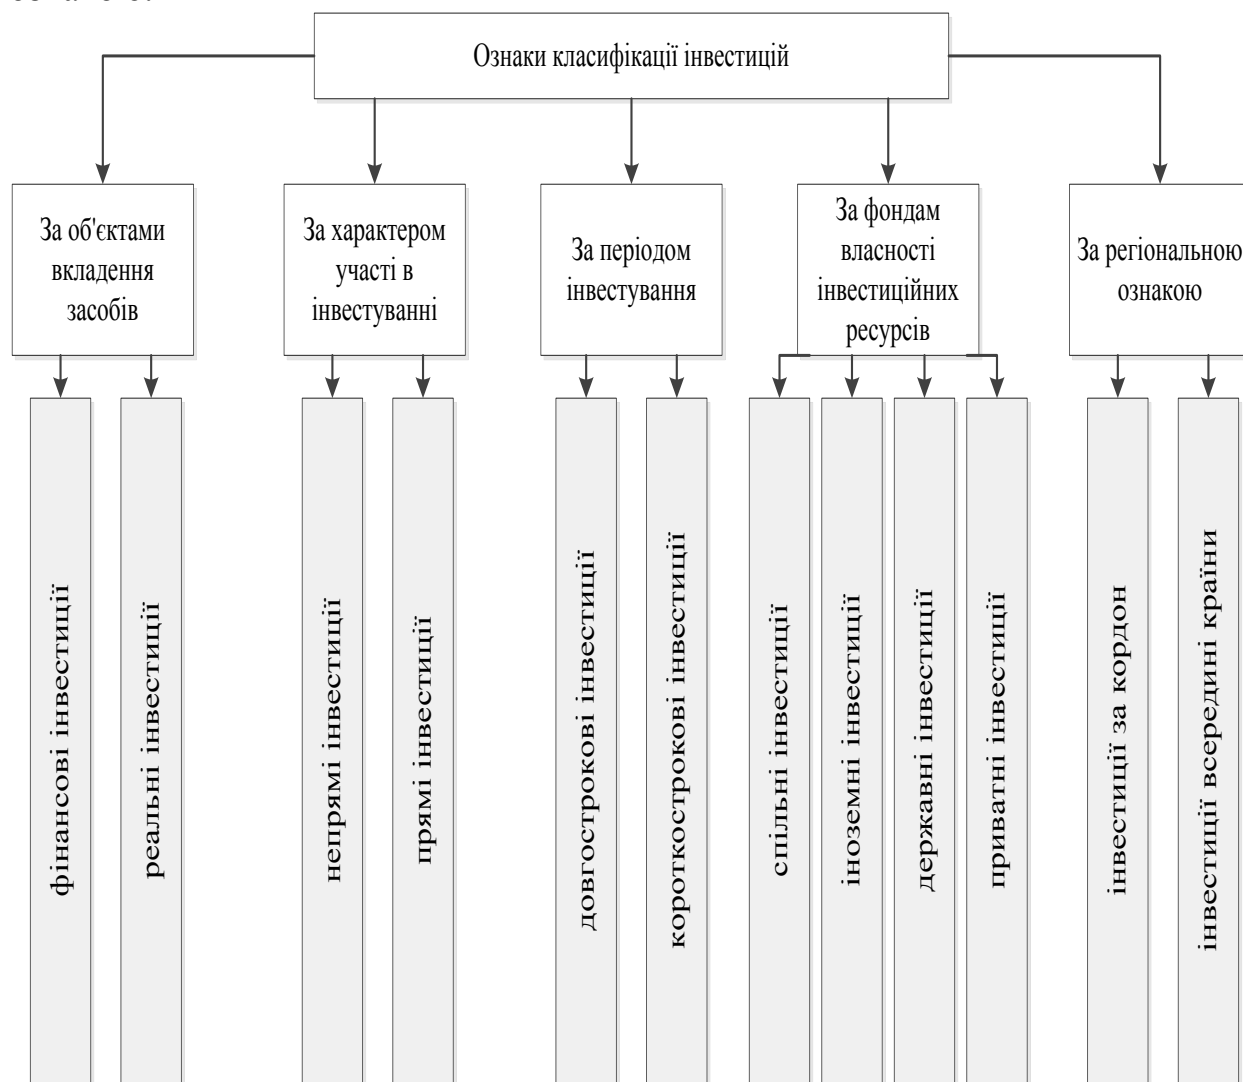 Ознаки класифікації інвестицій
За об'єктами
вкладення
засобів
За характером
участі в
інвестуванні
За періодом
інвестування
За фондам
власності
інвестиційних
ресурсів
За регіональною
ознакою
фінансові інвестиції
реальні інвестиції
непрямі інвестиції
прямі інвестиції
довгострокові інвестиції
короткострокові інвестиції
спільні інвестиції
іноземні інвестиції
державні інвестиції
приватні інвестиції
інвестиції за кордон
інвестиції всередині країни